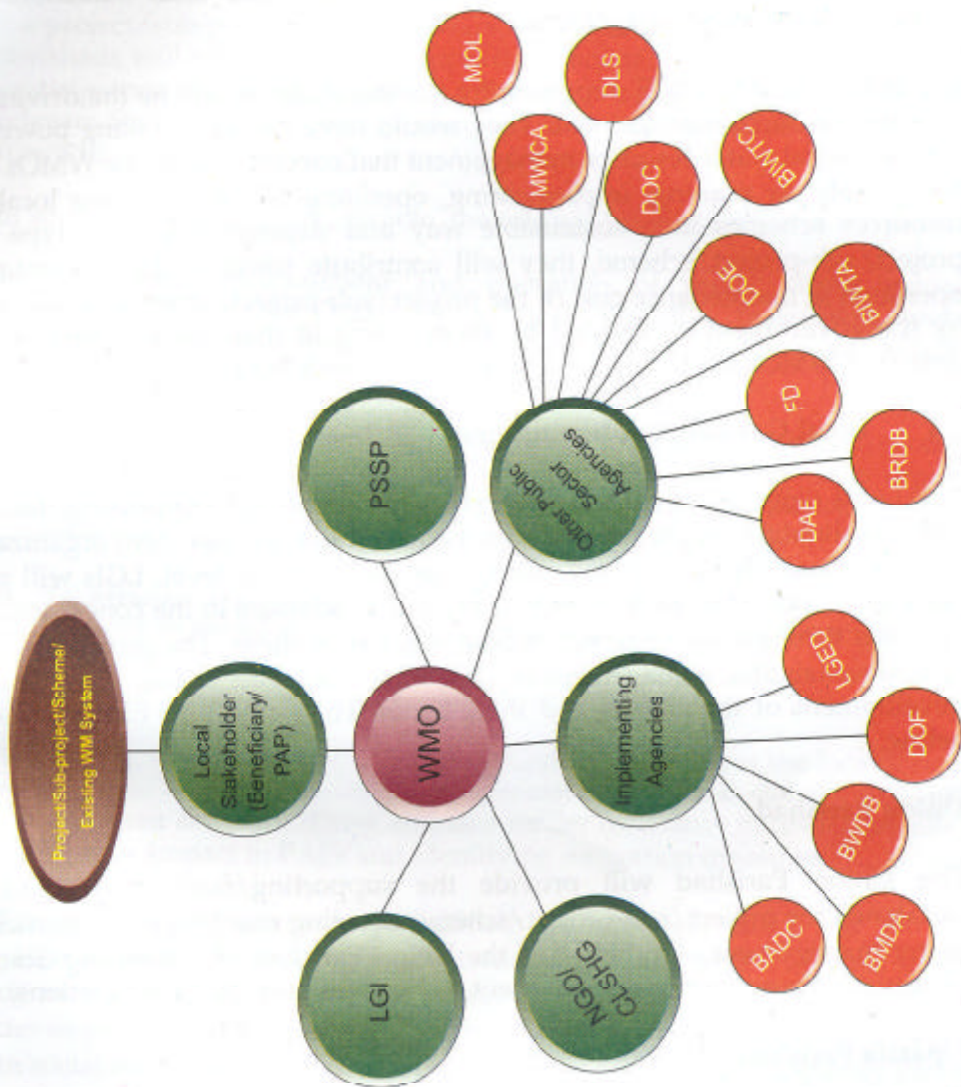 Project/Sub-project/Scheme/
Existing WM System
LGI
Local
Stakeholder
(Beneficiary/
PAP)
PSSP
WMO
NGO/
CLSHG
Implementing
Agencies
Other Public
Sector
Agencies
BADC
BMDA
BWDB
DOF
LGED
DAE
BRDB
FD
BIWTA
DOE
BIWTC
DOC
DLS
MWCA
MOL